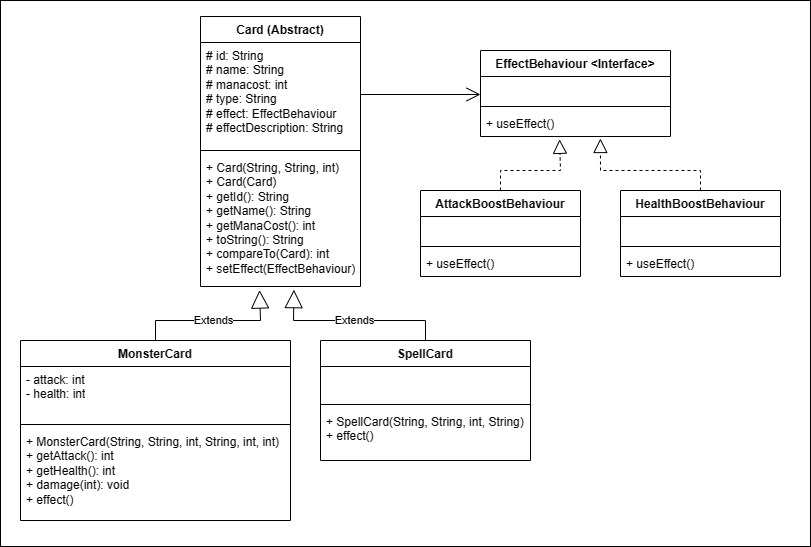 Card (Abstract)
# id: String
# name: String
# manacost: int
# type: String
# effect: EffectBehaviour
# effectDescription: String
+ Card(String, String, int)
+ Card(Card)
+ getId(): String
+ getName(): String
+ getManaCost(): int
+ toString(): String
+ compareTo(Card): int
+ setEffect(EffectBehaviour)
EffectBehaviour <Interface>
+ useEffect()
AttackBoostBehaviour
+ useEffect()
HealthBoostBehaviour
+ useEffect()
Extends
Extends
MonsterCard
- attack: int
- health: int
+ MonsterCard(String, String, int, String, int, int)
+ getAttack(): int
+ getHealth(): int
+ damage(int): void
+ effect()
SpellCard
+ SpellCard(String, String, int, String)
+ effect()